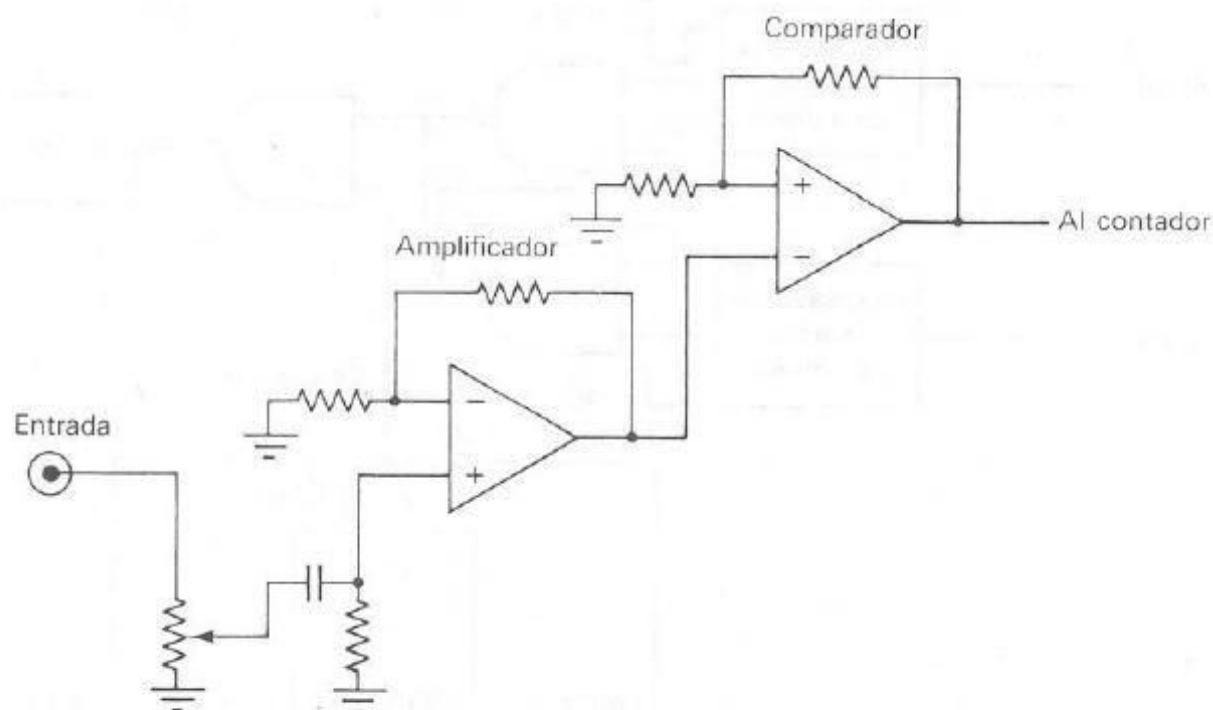 Comparador
+
−
Al contador
Amplificador
−
+
Entrada